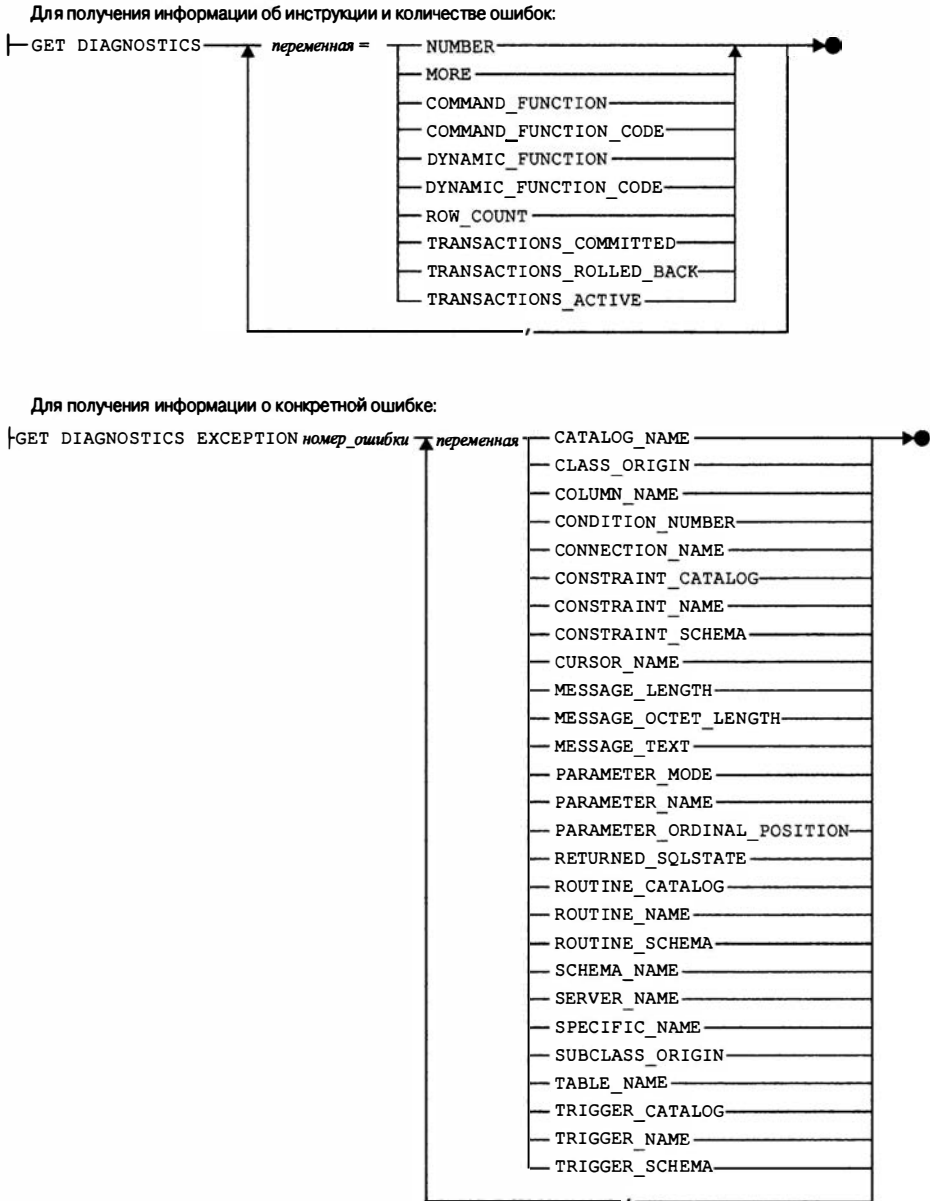 Для получения информации об инструкции и количестве ошибок:
GET DIAGNOSTICS переменная = NUMBER
MORE
COMMAND_FUNCTION
COMMAND_FUNCTION_CODE
DYNAMIC_FUNCTION
DYNAMIC_FUNCTION_CODE
ROW_COUNT
TRANSACTIONS_COMMITTED
TRANSACTIONS_ROLLED_BACK
TRANSACTIONS_ACTIVE
,
Для получения информации о конкретной ошибке:
GET DIAGNOSTICS EXCEPTION номер_ошибки переменная CATALOG_NAME
CLASS_ORIGIN
COLUMN_NAME
CONDITION_NUMBER
CONNECTION_NAME
CONSTRAINT_CATALOG
CONSTRAINT_NAME
CONSTRAINT_SCHEMA
CURSOR_NAME
MESSAGE_LENGTH
MESSAGE_OCTET_LENGTH
MESSAGE_TEXT
PARAMETER_MODE
PARAMETER_NAME
PARAMETER_ORDINAL_POSITION
RETURNED_SQLSTATE
ROUTINE_CATALOG
ROUTINE_NAME
ROUTINE_SCHEMA
SCHEMA_NAME
SERVER_NAME
SPECIFIC_NAME
SUBCLASS_ORIGIN
TABLE_NAME
TRIGGER_CATALOG
TRIGGER_NAME
TRIGGER_SCHEMA
,